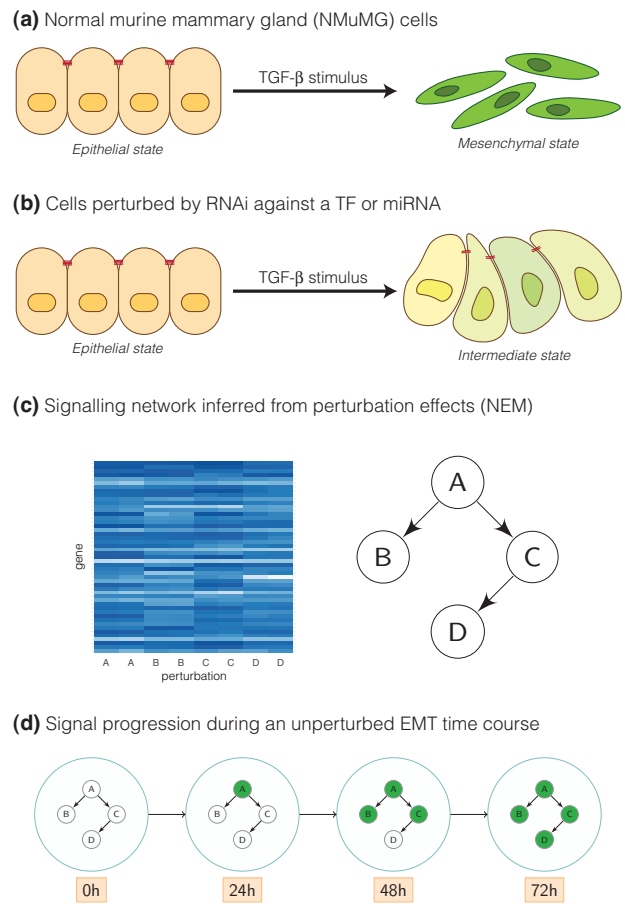 (a) Normal murine mammary gland (NMuMG) cells
TGF-β stimulus
Epithelial state
Mesenchymal state
(b) Cells perturbed by RNAi against a TF or miRNA
TGF-β stimulus
Epithelial state
Intermediate state
(c) Signalling network inferred from perturbation effects (NEM)
gene
A A B B C C D D
perturbation
A
B C
D
(d) Signal progression during an unperturbed EMT time course
A A A A
B C B C B C B C
D D D D
0h 24h 48h 72h